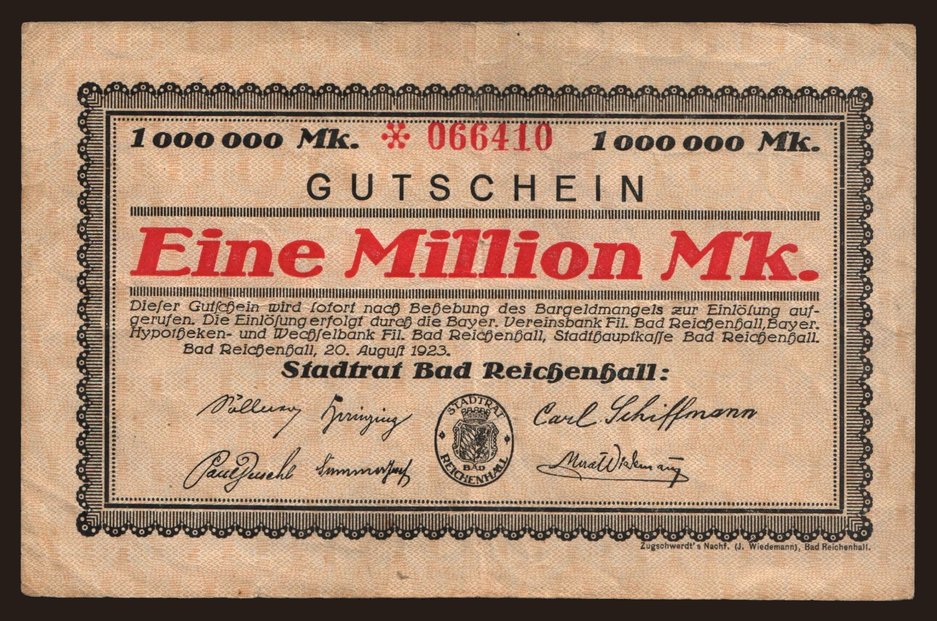 1 000 000 Mk. ※ 066410 1 000 000 Mk.
GUTSCHEIN
Eine Million Mk.
Dieser Gutschein wird sofort nach Behebung des Bargeldmangels zur Einlösung auf-
gerufen. Die Einlösung erfolgt durch die Bayer. Vereinsbank Fil. Bad Reichenhall, Bayer.
Hypotheken- und Wechselbank Fil. Bad Reichenhall, Stadthauptkasse Bad Reichenhall.
Bad Reichenhall, 20. August 1923.
Stadtrat Bad Reichenhall:
Carl Schiffmann
STADTRAT
BAD
REICHENHALL
Zugschwerdt's Nachf. (J. Wiedemann), Bad Reichenhall.